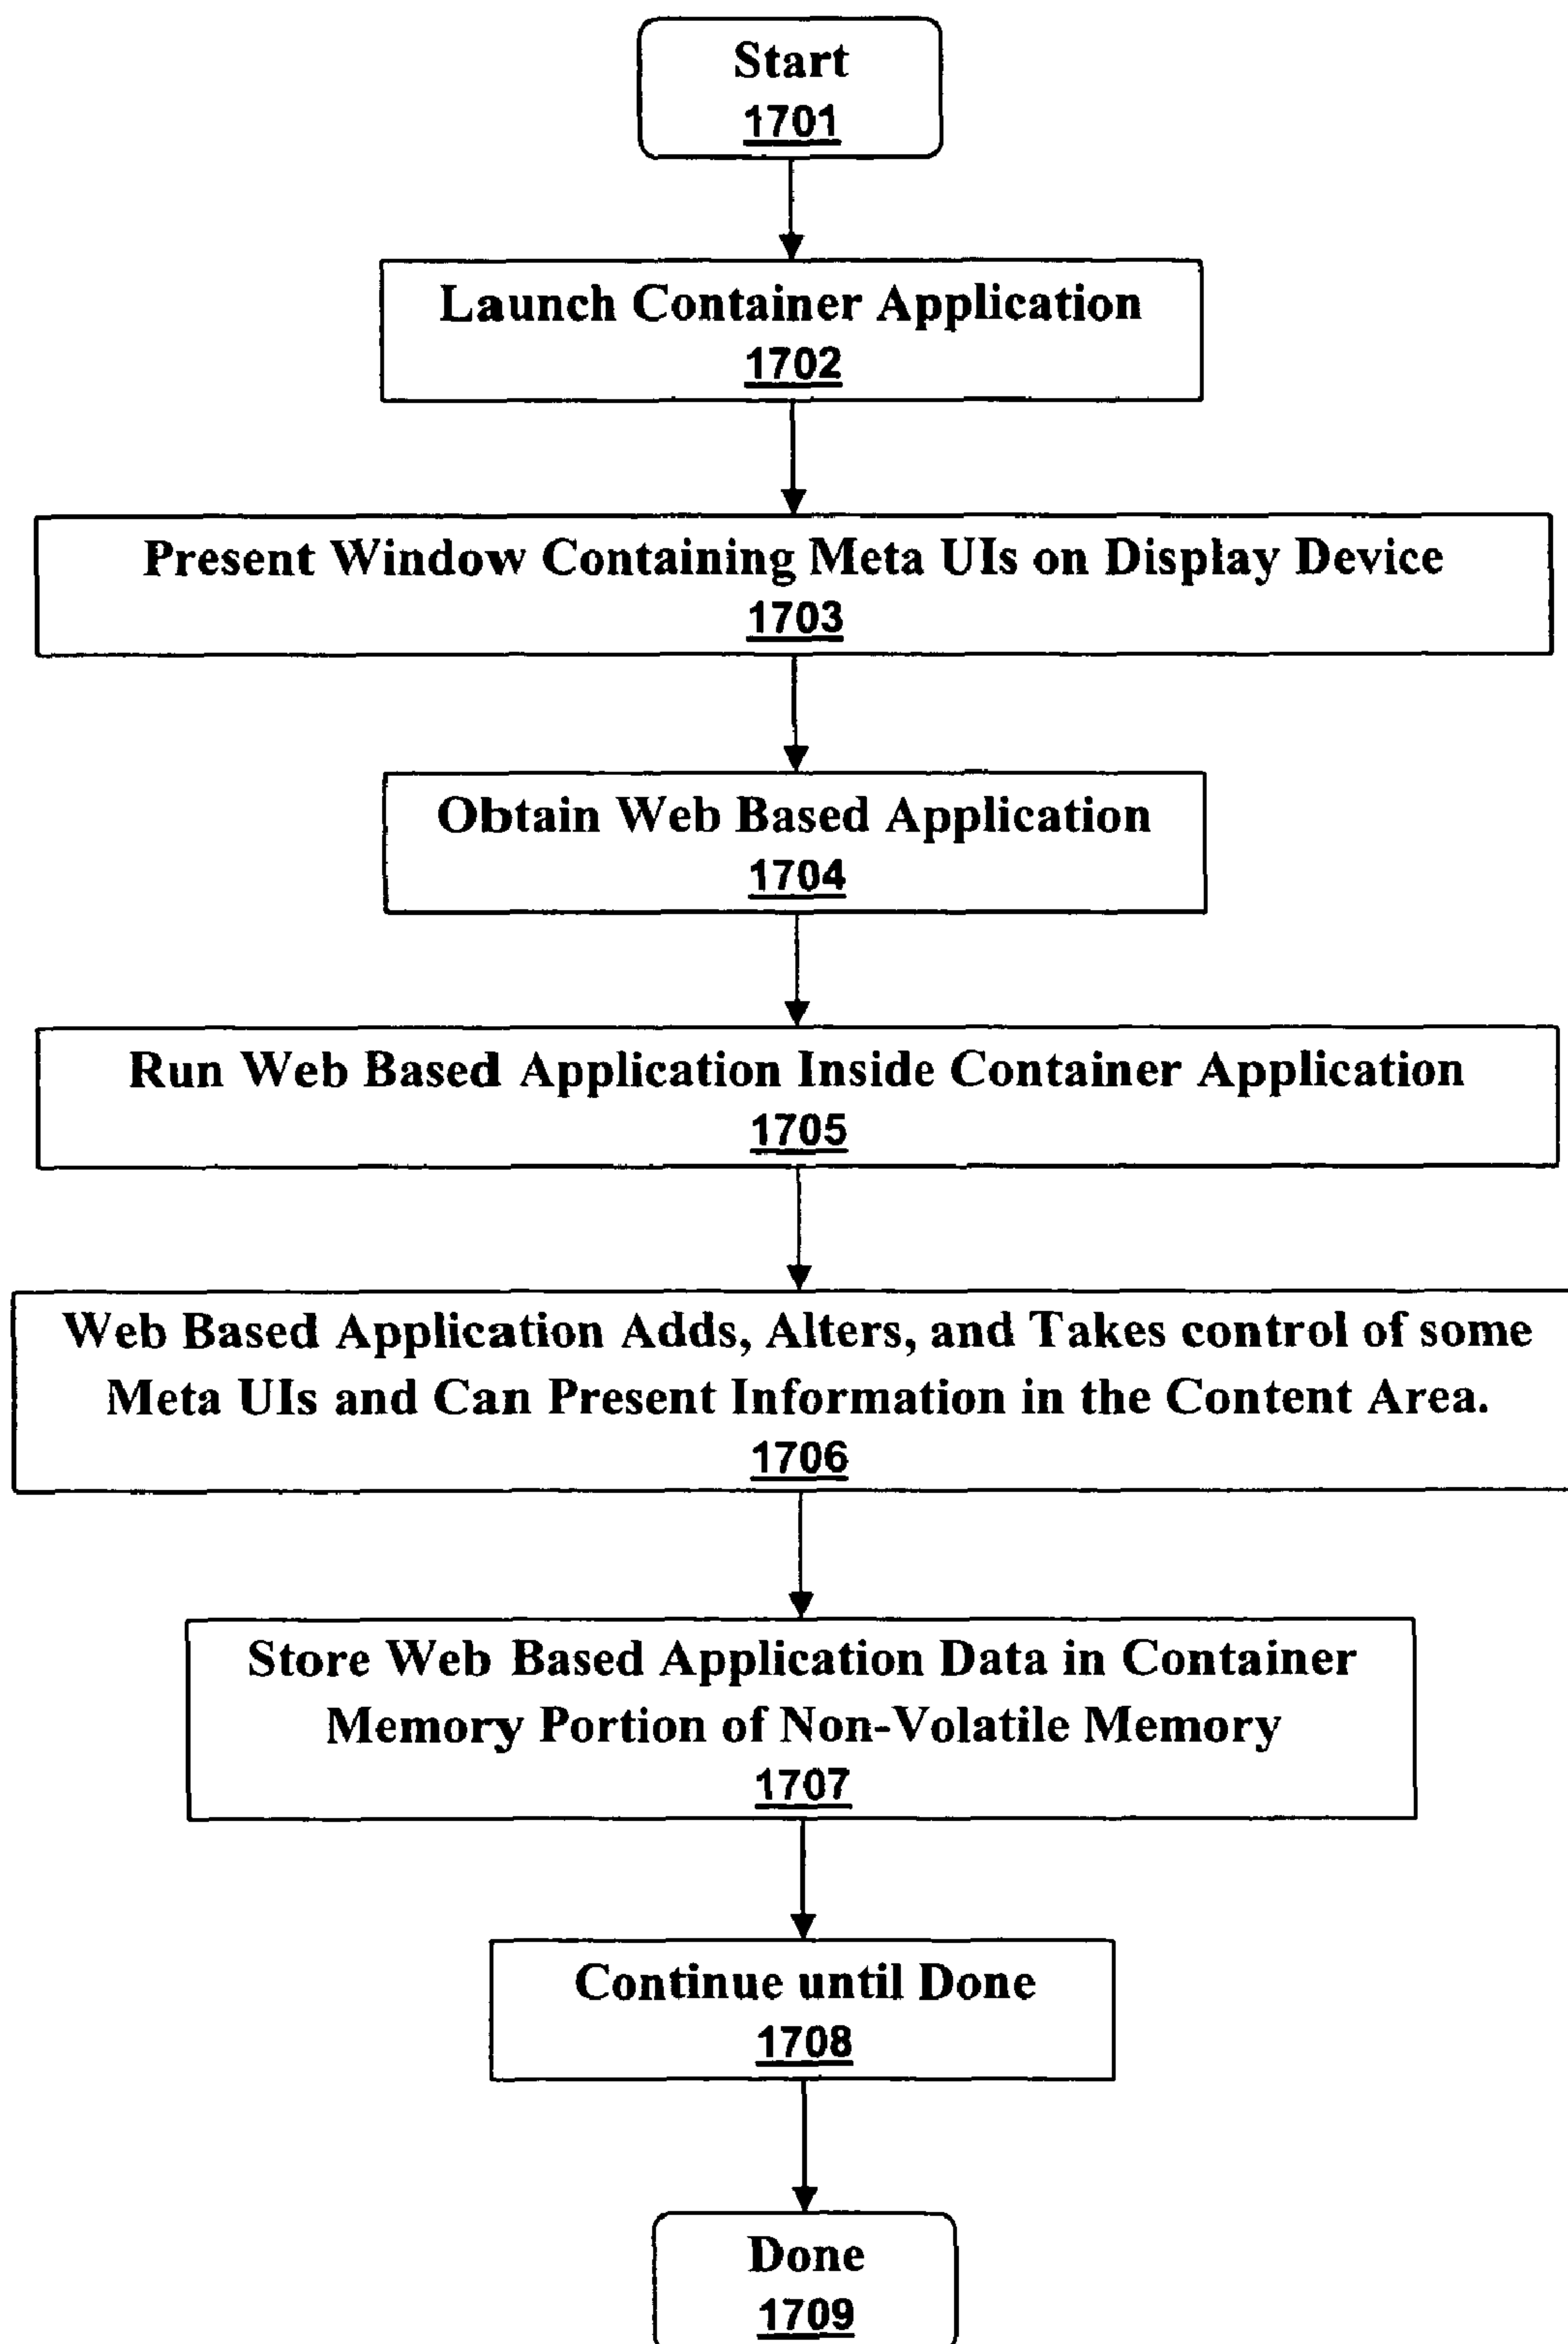 Start
1701
Launch Container Application
1702
Present Window Containing Meta UIs on Display Device
1703
Obtain Web Based Application
1704
Run Web Based Application Inside Container Application
1705
Web Based Application Adds, Alters, and Takes control of some
Meta UIs and Can Present Information in the Content Area.
1706
Store Web Based Application Data in Container
Memory Portion of Non-Volatile Memory
1707
Continue until Done
1708
Done
1709